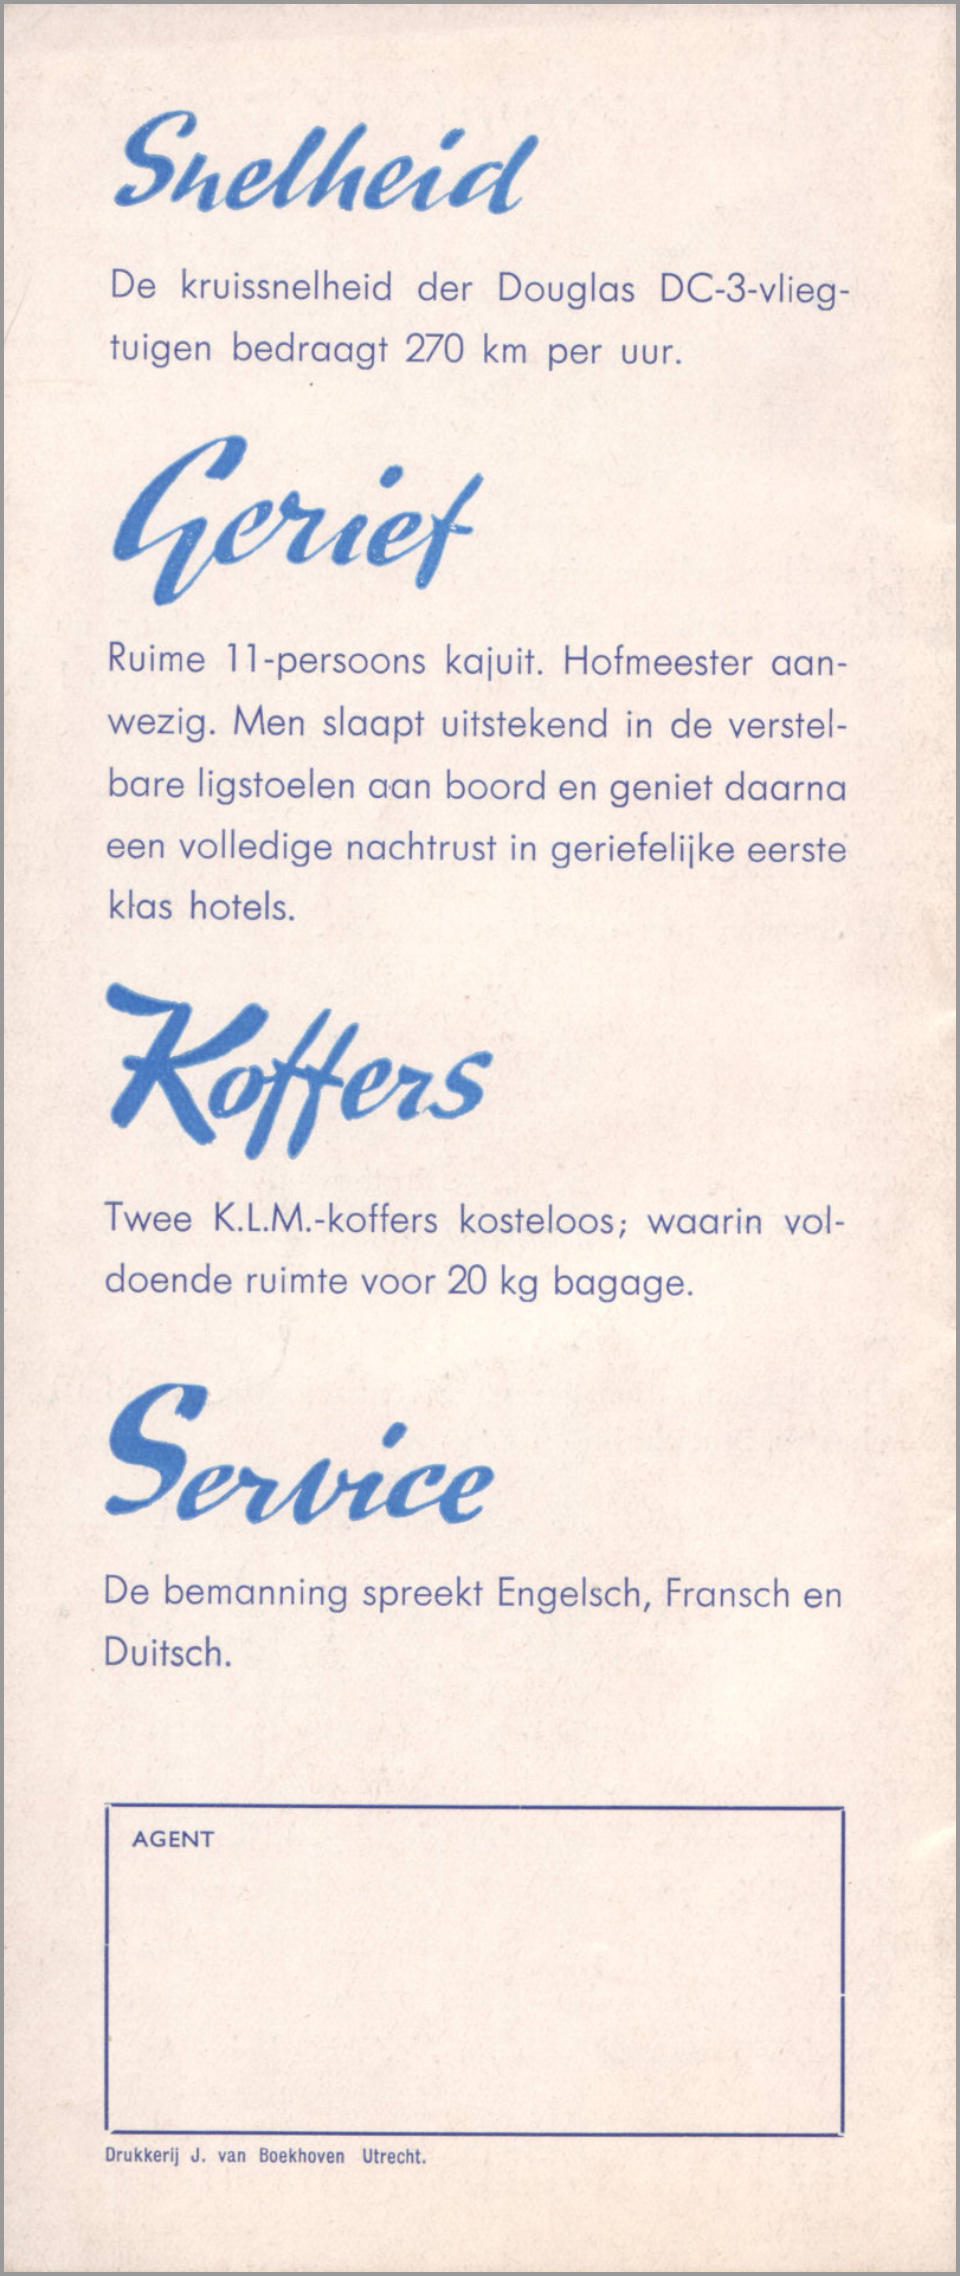 Snelheid
De kruissnelheid der Douglas DC-3-vlieg-
tuigen bedraagt 270 km per uur.
Gerief
Ruime 11-persoons kajuit. Hofmeester aan-
wezig. Men slaapt uitstekend in de verstel-
bare ligstoelen aan boord en geniet daarna
een volledige nachtrust in geriefelijke eerste
klas hotels.
Koffers
Twee K.L.M.-koffers kosteloos; waarin vol-
doende ruimte voor 20 kg bagage.
Service
De bemanning spreekt Engelsch, Fransch en
Duitsch.
AGENT
Drukkerij J. van Boekhoven Utrecht.